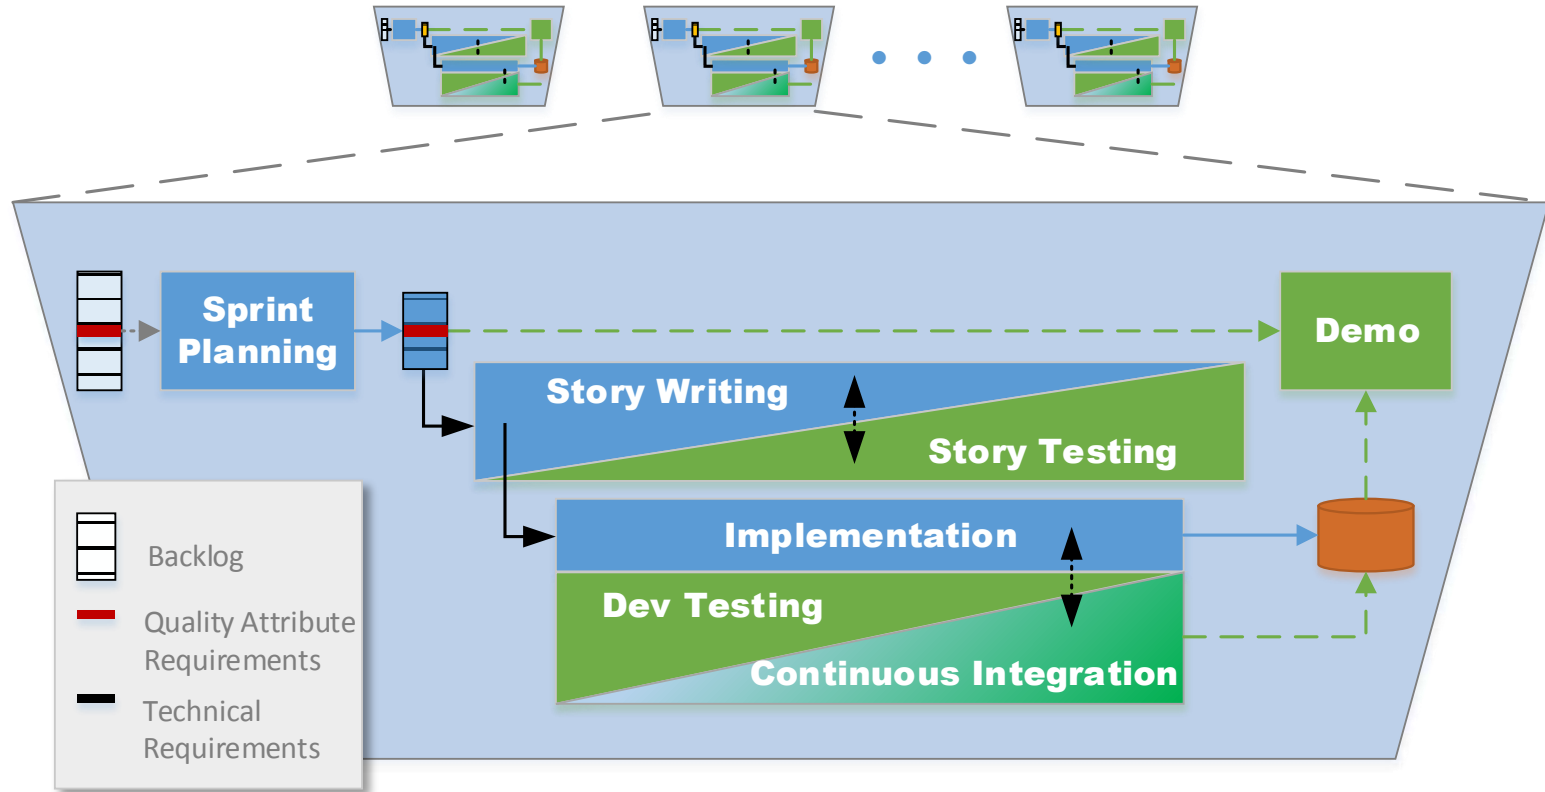 Sprint
Planning
Demo
Story Writing
Story Testing
Implementation
Dev Testing
Continuous Integration
Backlog
Quality Attribute
Requirements
Technical
Requirements